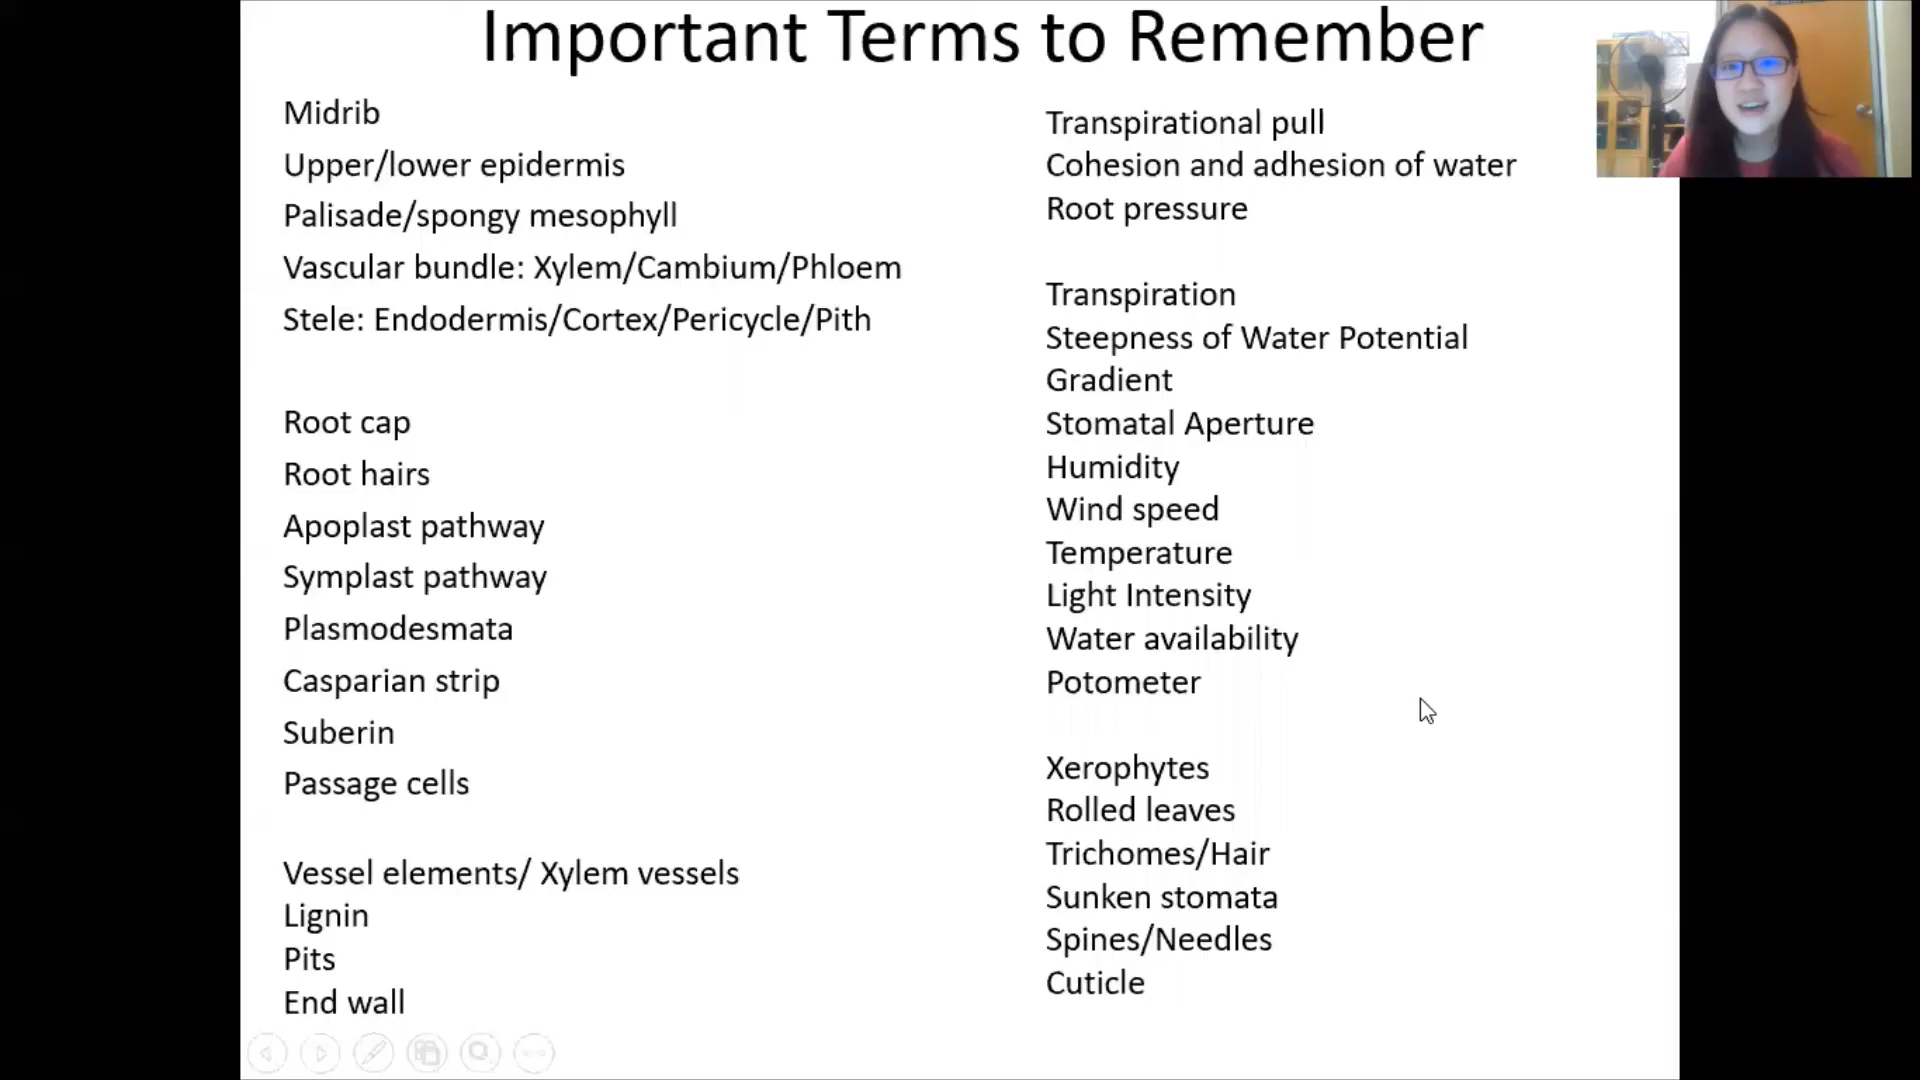 Important Terms to Remember
Midrib
Upper/lower epidermis
Palisade/spongy mesophyll
Vascular bundle: Xylem/Cambium/Phloem
Stele: Endodermis/Cortex/Pericycle/Pith
Root cap
Root hairs
Apoplast pathway
Symplast pathway
Plasmodesmata
Casparian strip
Suberin
Passage cells
Vessel elements/ Xylem vessels
Lignin
Pits
End wall
Transpirational pull
Cohesion and adhesion of water
Root pressure
Transpiration
Steepness of Water Potential
Gradient
Stomatal Aperture
Humidity
Wind speed
Temperature
Light Intensity
Water availability
Potometer
Xerophytes
Rolled leaves
Trichomes/Hair
Sunken stomata
Spines/Needles
Cuticle